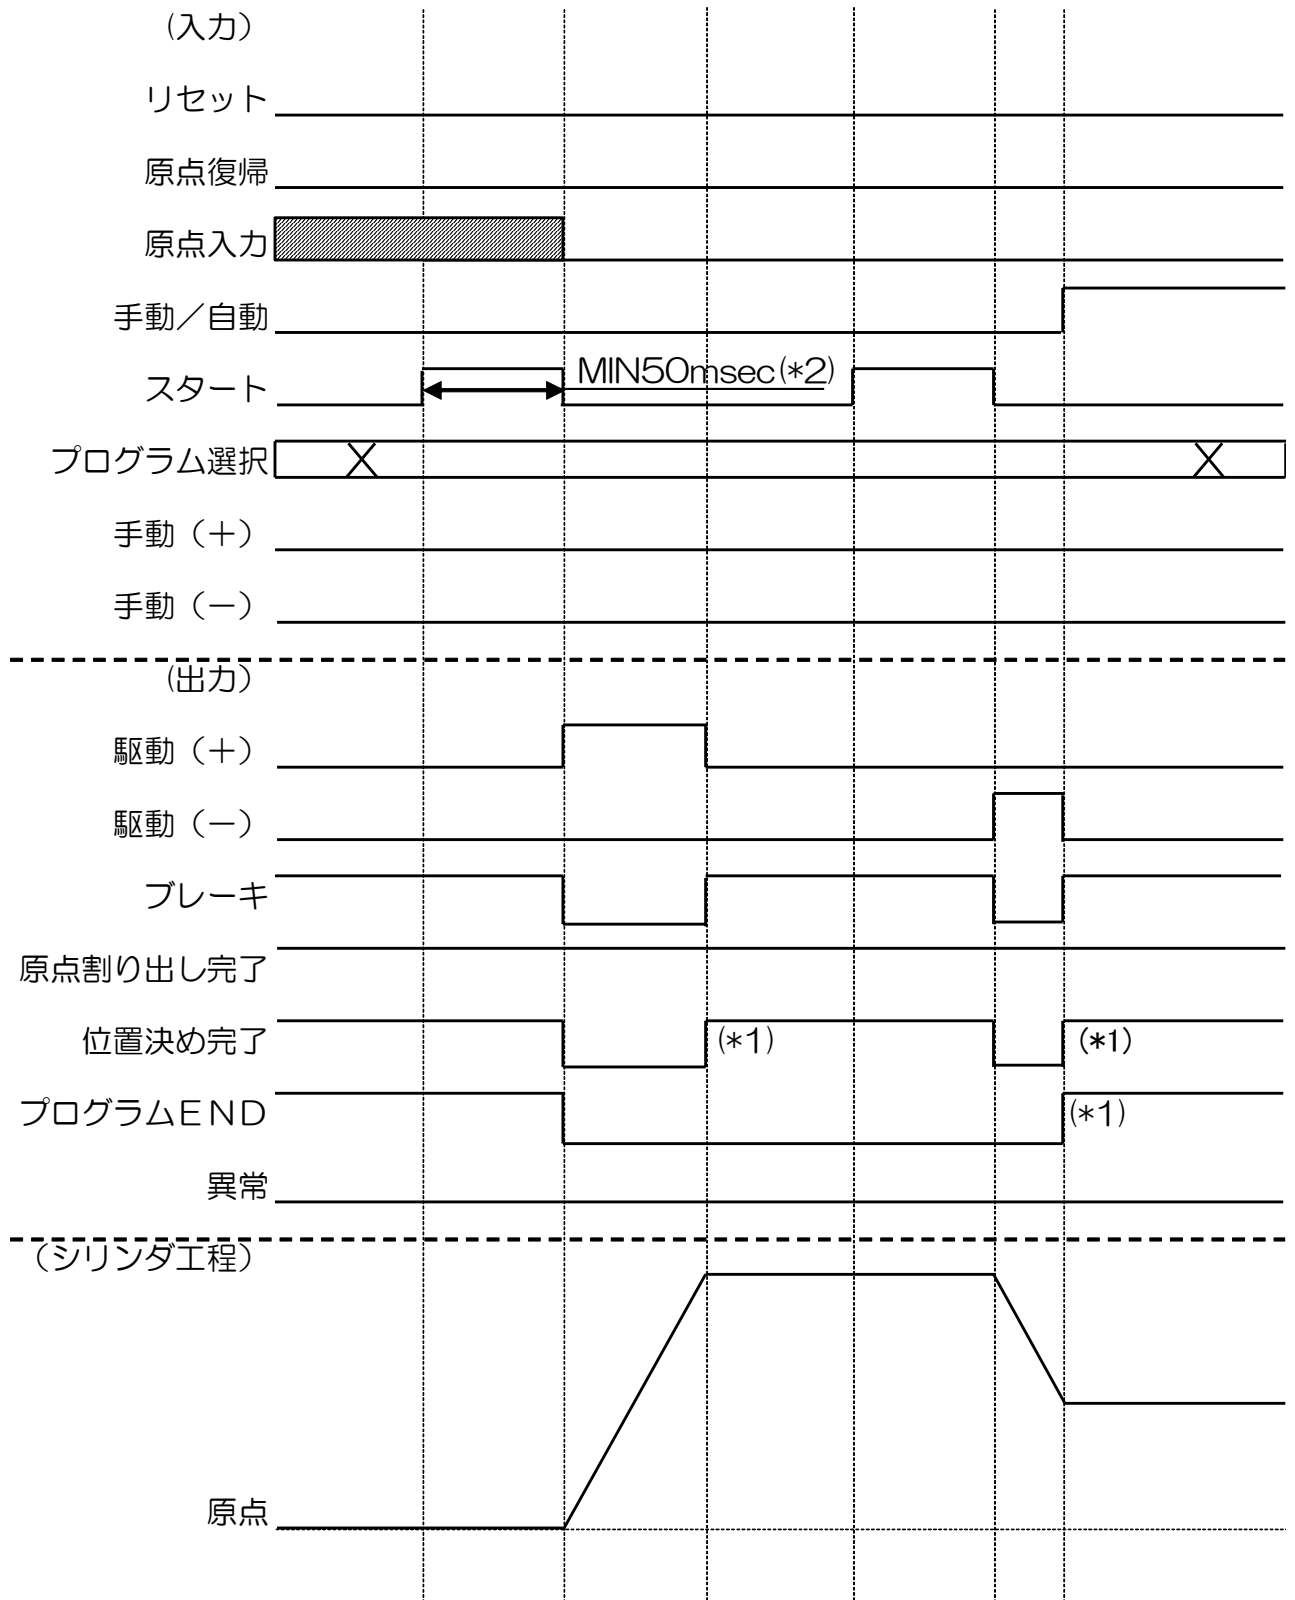 (入力)
リセット
原点復帰
原点入力
手動／自動
スタート MIN50msec(*2)
プログラム選択
手動（＋）
手動（－）
(出力)
駆動（＋）
駆動（－）
ブレーキ
原点割り出し完了
位置決め完了 (*1) (*1)
プログラムＥＮＤ (*1)
異常
（シリンダ工程）
原点